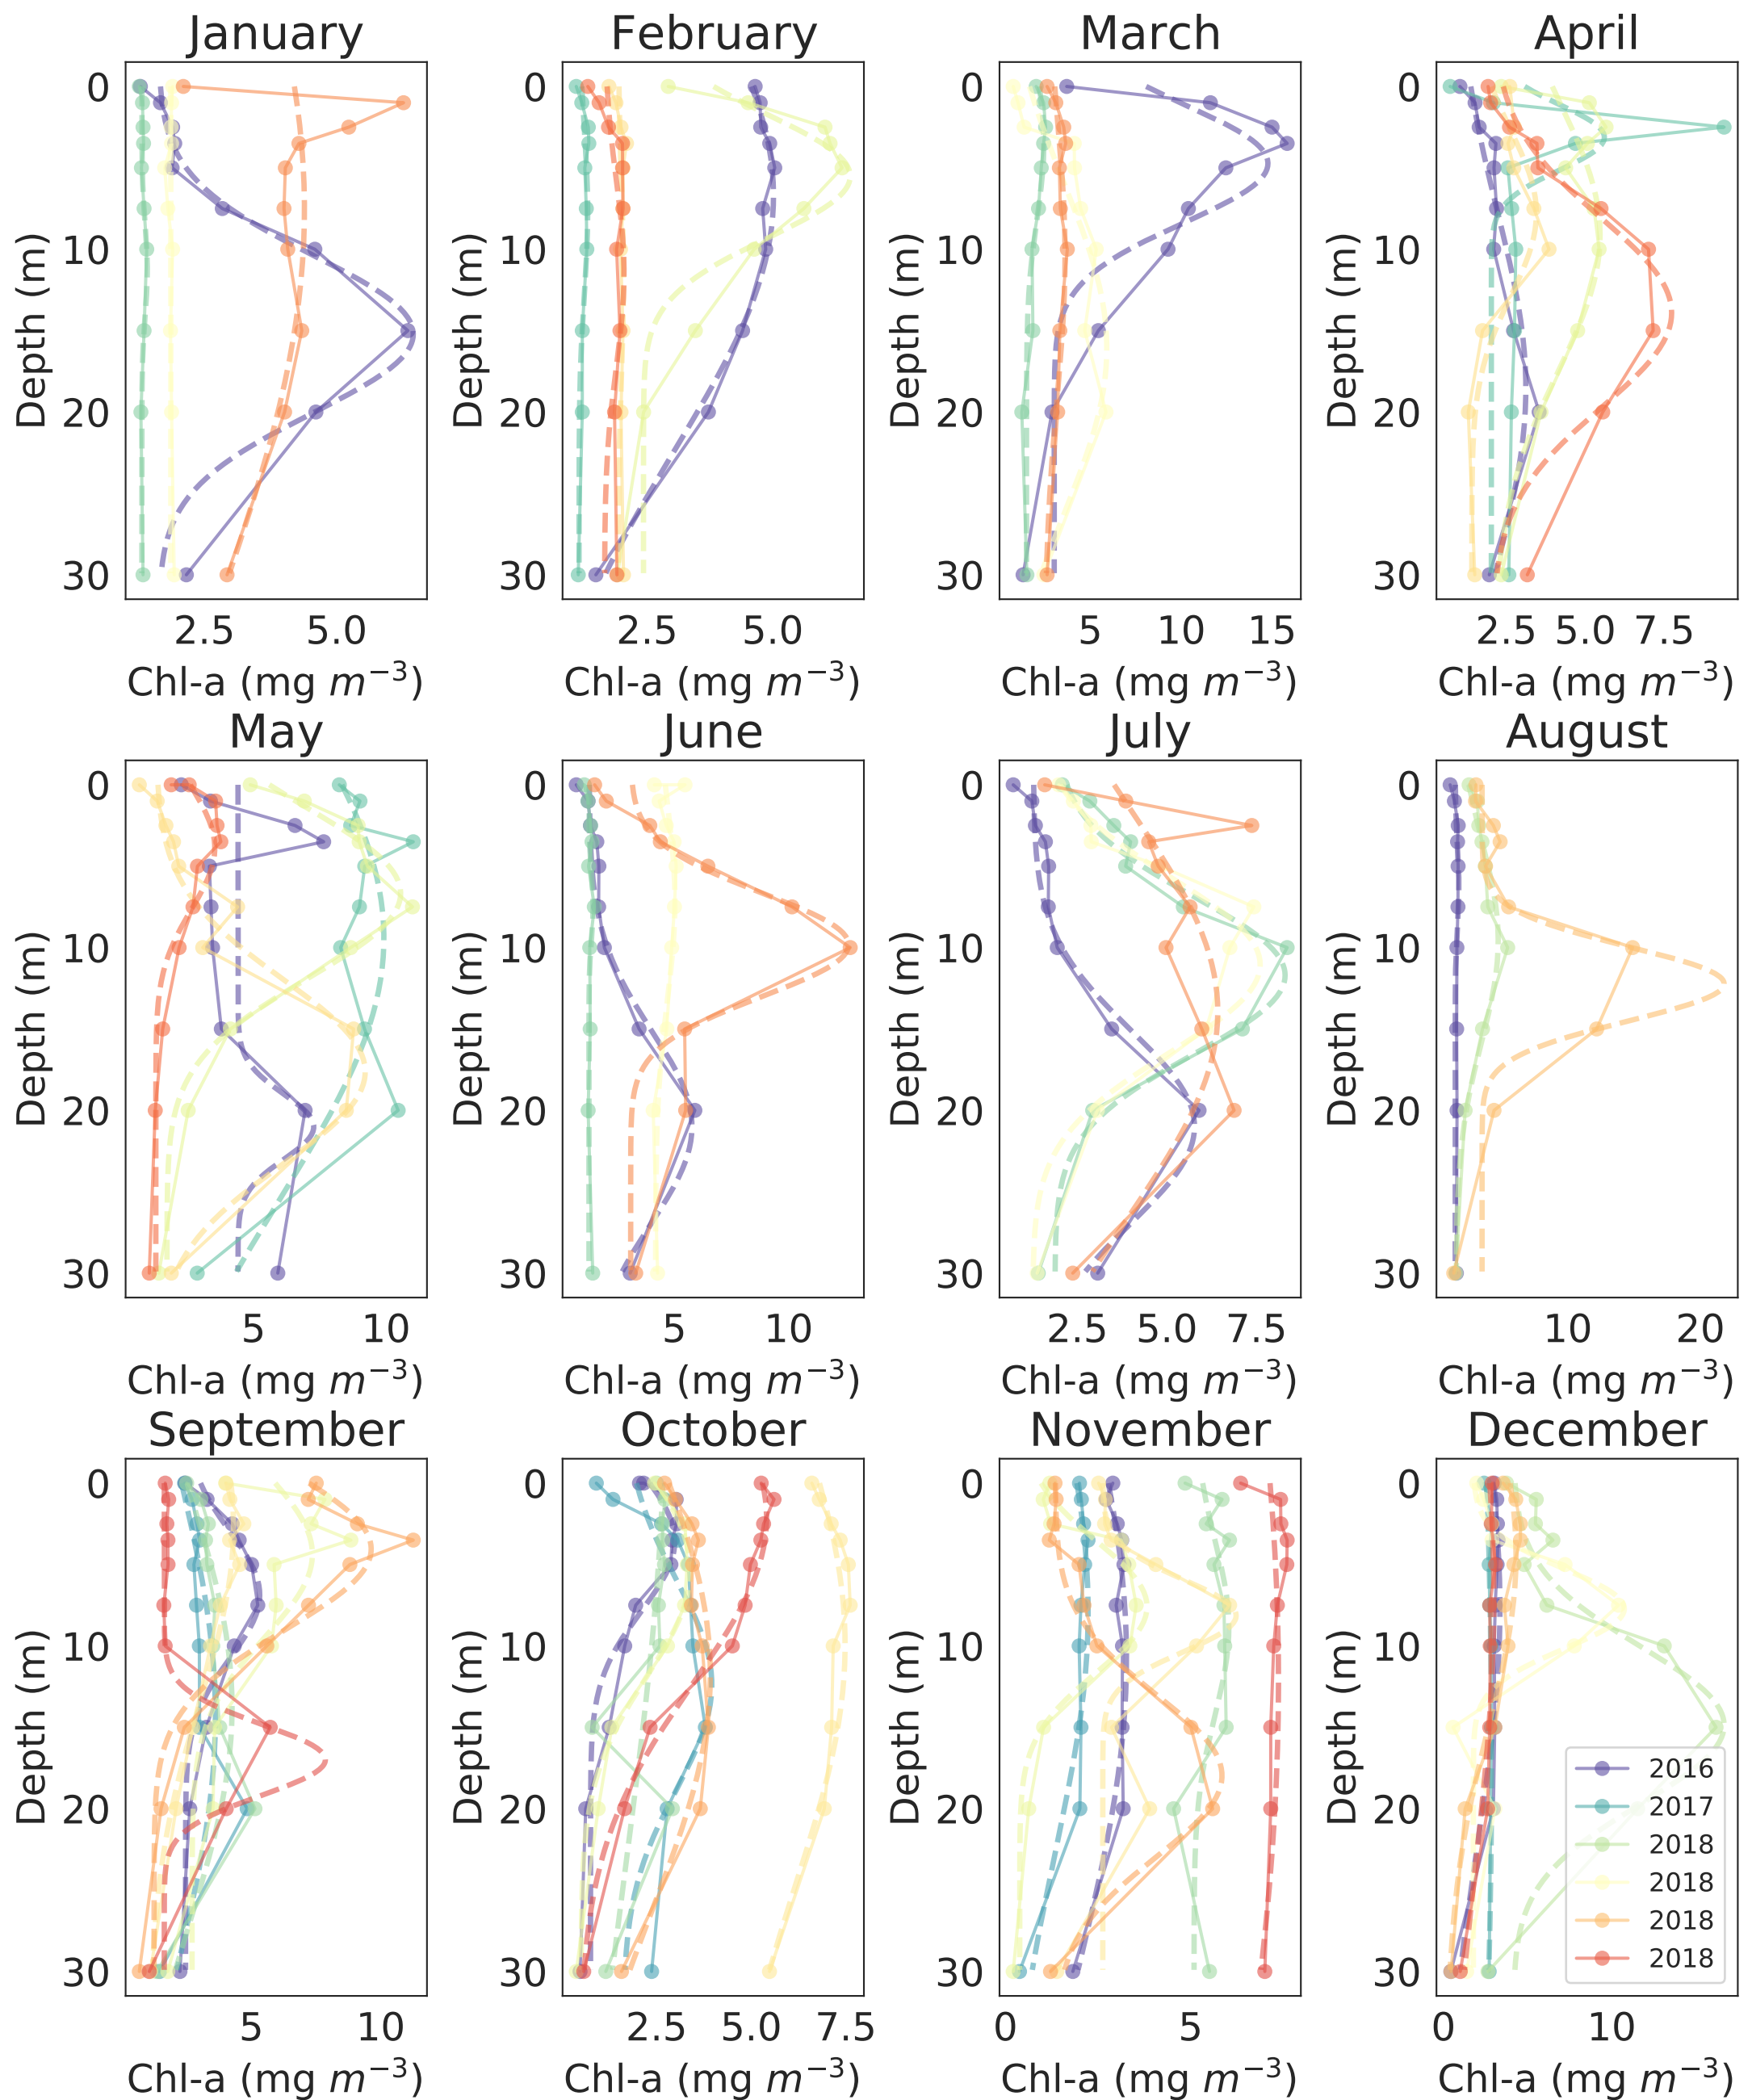 January February March April
0 0 0 0
10 10 10 10
20 20 20 20
30 30 30 30
Depth (m) Depth (m) Depth (m) Depth (m)
2.5 5.0 2.5 5.0 5 10 15 2.5 5.0 7.5
Chl-a (mg m⁻³) Chl-a (mg m⁻³) Chl-a (mg m⁻³) Chl-a (mg m⁻³)
May June July August
0 0 0 0
10 10 10 10
20 20 20 20
30 30 30 30
Depth (m) Depth (m) Depth (m) Depth (m)
5 10 5 10 2.5 5.0 7.5 10 20
Chl-a (mg m⁻³) Chl-a (mg m⁻³) Chl-a (mg m⁻³) Chl-a (mg m⁻³)
September October November December
0 0 0 0
10 10 10 10
20 20 20 20
30 30 30 30
Depth (m) Depth (m) Depth (m) Depth (m)
2016
2017
2018
2018
2018
2018
5 10 2.5 5.0 7.5 0 5 0 10
Chl-a (mg m⁻³) Chl-a (mg m⁻³) Chl-a (mg m⁻³) Chl-a (mg m⁻³)